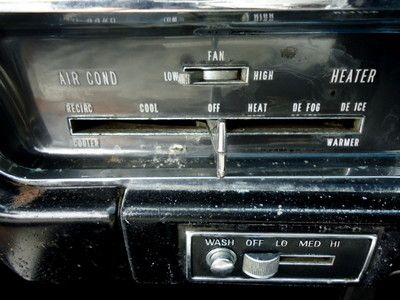 FAN
AIR COND LOW HIGH HEATER
RECIRC COOL OFF HEAT DE FOG DE ICE
COOLER WARMER
WASH OFF LO MED HI